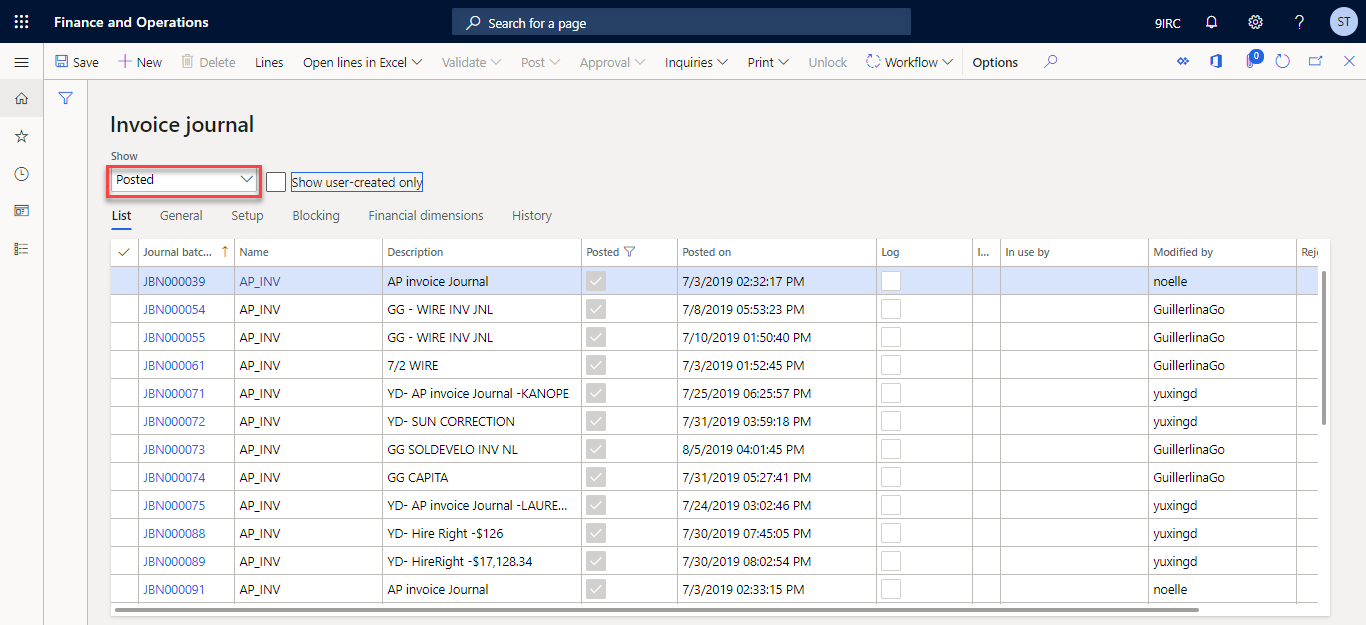 Finance and Operations Search for a page 9IRC ST
Save New Delete Lines Open lines in Excel Validate Post Approval Inquiries Print Unlock Workflow Options 0
Invoice journal
Show
Posted Show user-created only
List General Setup Blocking Financial dimensions History
Journal batc... Name Description Posted Posted on Log I... In use by Modified by Reje
JBN000039 AP_INV AP invoice Journal 7/3/2019 02:32:17 PM noelle
JBN000054 AP_INV GG - WIRE INV JNL 7/8/2019 05:53:23 PM GuillerlinaGo
JBN000055 AP_INV GG - WIRE INV JNL 7/10/2019 01:50:40 PM GuillerlinaGo
JBN000061 AP_INV 7/2 WIRE 7/3/2019 01:52:45 PM GuillerlinaGo
JBN000071 AP_INV YD- AP invoice Journal -KANOPE 7/25/2019 06:25:57 PM yuxingd
JBN000072 AP_INV YD- SUN CORRECTION 7/31/2019 03:59:18 PM yuxingd
JBN000073 AP_INV GG SOLDEVELO INV NL 8/5/2019 04:01:45 PM GuillerlinaGo
JBN000074 AP_INV GG CAPITA 7/31/2019 05:27:41 PM GuillerlinaGo
JBN000075 AP_INV YD- AP invoice Journal -LAURE... 7/24/2019 03:02:46 PM yuxingd
JBN000088 AP_INV YD- Hire Right -$126 7/30/2019 07:45:05 PM yuxingd
JBN000089 AP_INV YD- HireRight -$17,128.34 7/30/2019 08:02:54 PM yuxingd
JBN000091 AP_INV AP invoice Journal 7/3/2019 02:33:15 PM noelle